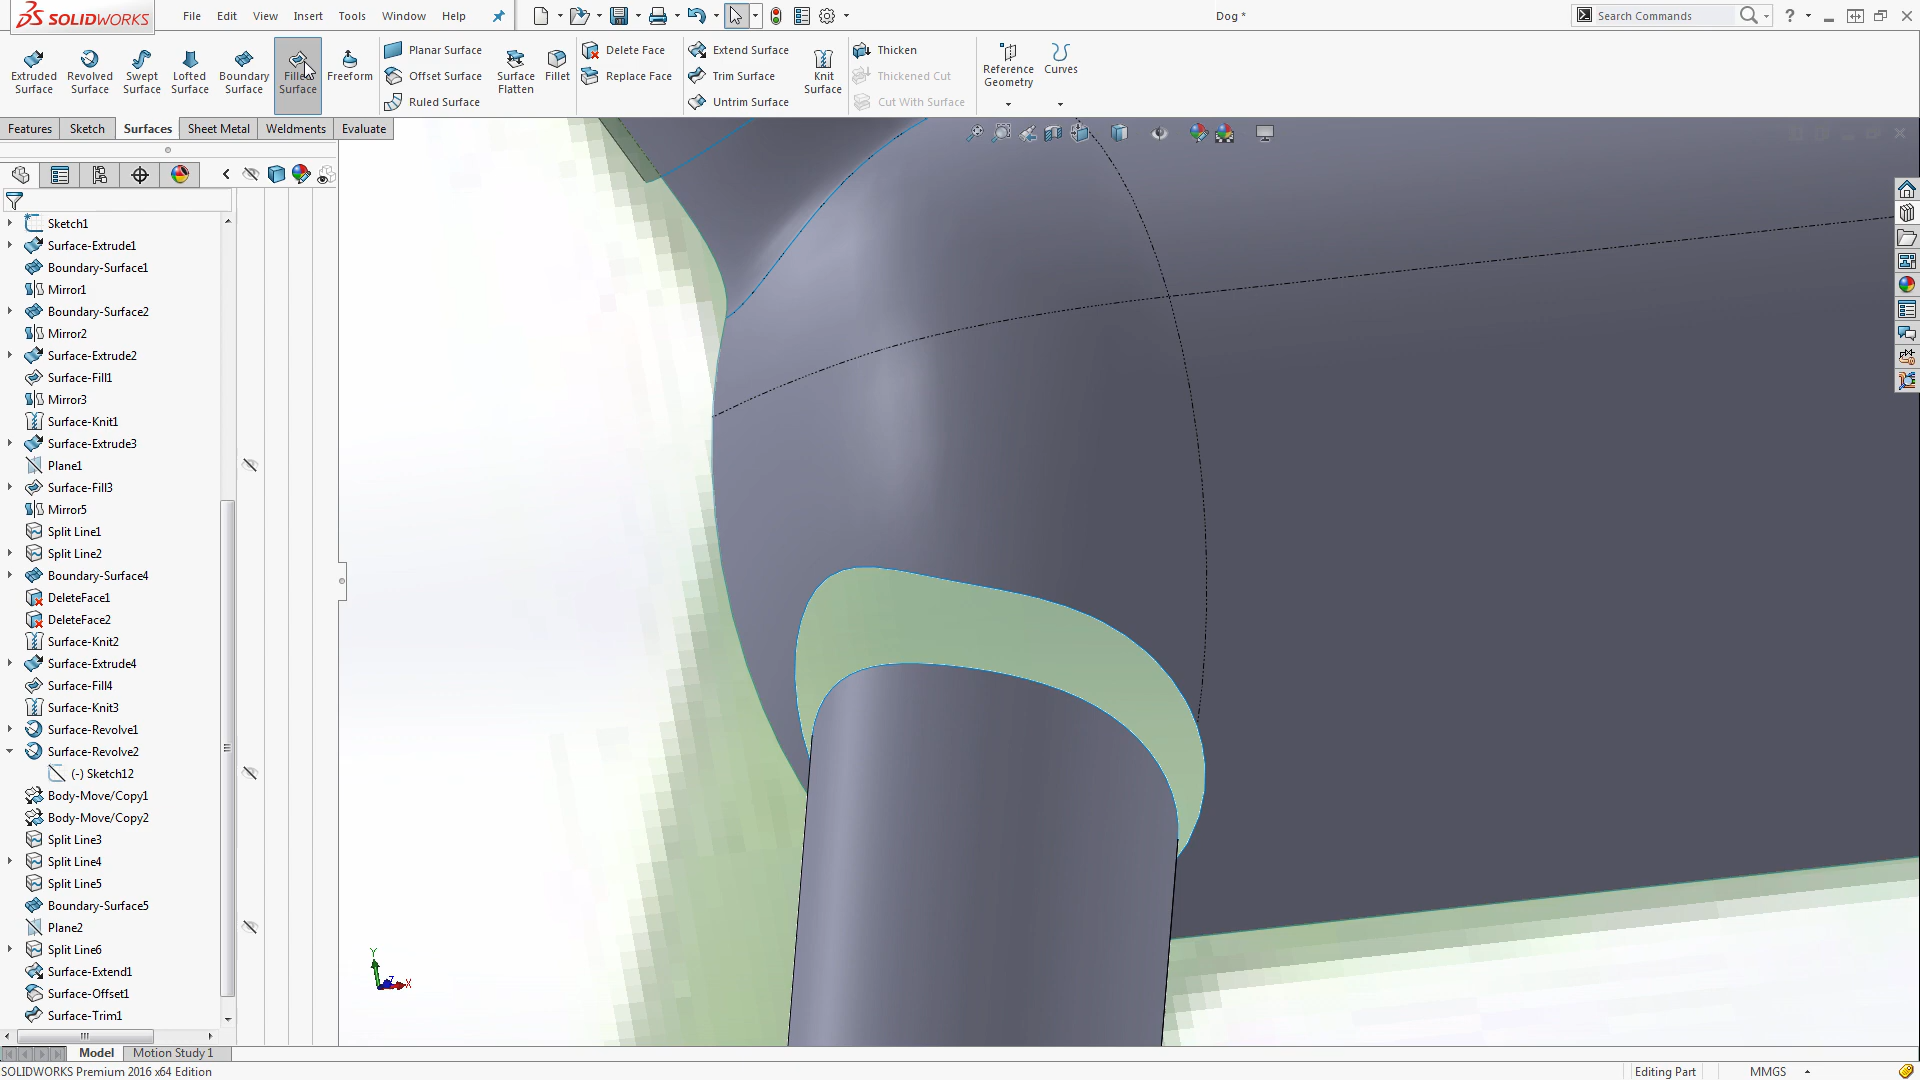 SOLIDWORKS
File Edit View Insert Tools Window Help
Dog *
Search Commands
Extruded Surface
Revolved Surface
Swept Surface
Lofted Surface
Boundary Surface
Filled Surface
Freeform
Planar Surface
Offset Surface
Ruled Surface
Surface Flatten
Fillet
Delete Face
Replace Face
Extend Surface
Trim Surface
Untrim Surface
Knit Surface
Thicken
Thickened Cut
Cut With Surface
Reference Geometry
Curves
Features Sketch Surfaces Sheet Metal Weldments Evaluate
Sketch1
Surface-Extrude1
Boundary-Surface1
Mirror1
Boundary-Surface2
Mirror2
Surface-Extrude2
Surface-Fill1
Mirror3
Surface-Knit1
Surface-Extrude3
Plane1
Surface-Fill3
Mirror5
Split Line1
Split Line2
Boundary-Surface4
DeleteFace1
DeleteFace2
Surface-Knit2
Surface-Extrude4
Surface-Fill4
Surface-Knit3
Surface-Revolve1
Surface-Revolve2
(-) Sketch12
Body-Move/Copy1
Body-Move/Copy2
Split Line3
Split Line4
Split Line5
Boundary-Surface5
Plane2
Split Line6
Surface-Extend1
Surface-Offset1
Surface-Trim1
Y
Z
X
Model Motion Study 1
SOLIDWORKS Premium 2016 x64 Edition
Editing Part
MMGS